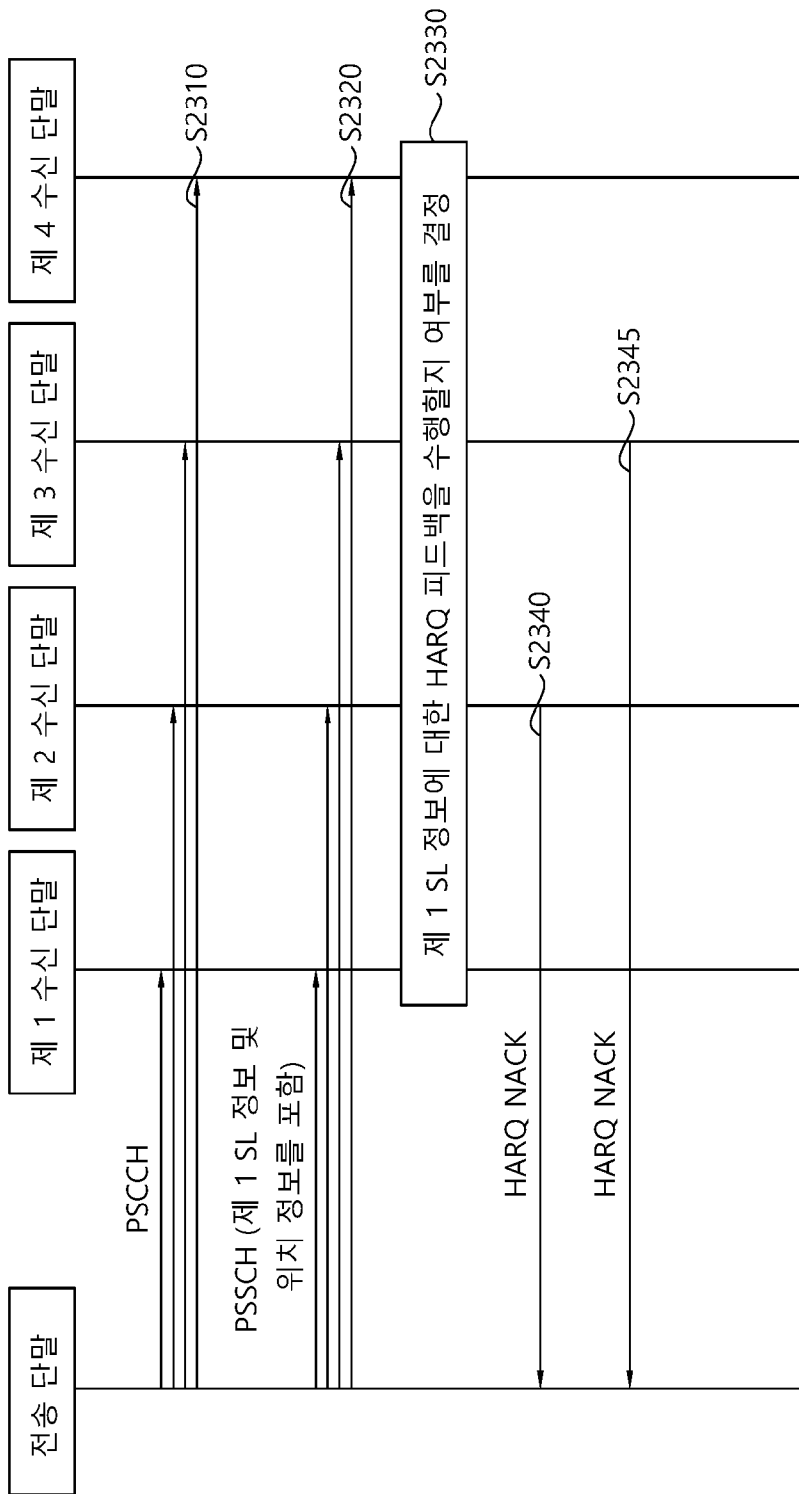 전송 단말
제 1 수신 단말
제 2 수신 단말
제 3 수신 단말
제 4 수신 단말
PSCCH
S2310
PSSCH (제 1 SL 정보 및
위치 정보를 포함)
S2320
제 1 SL 정보에 대한 HARQ 피드백을 수행할지 여부를 결정
S2330
HARQ NACK
S2340
HARQ NACK
S2345